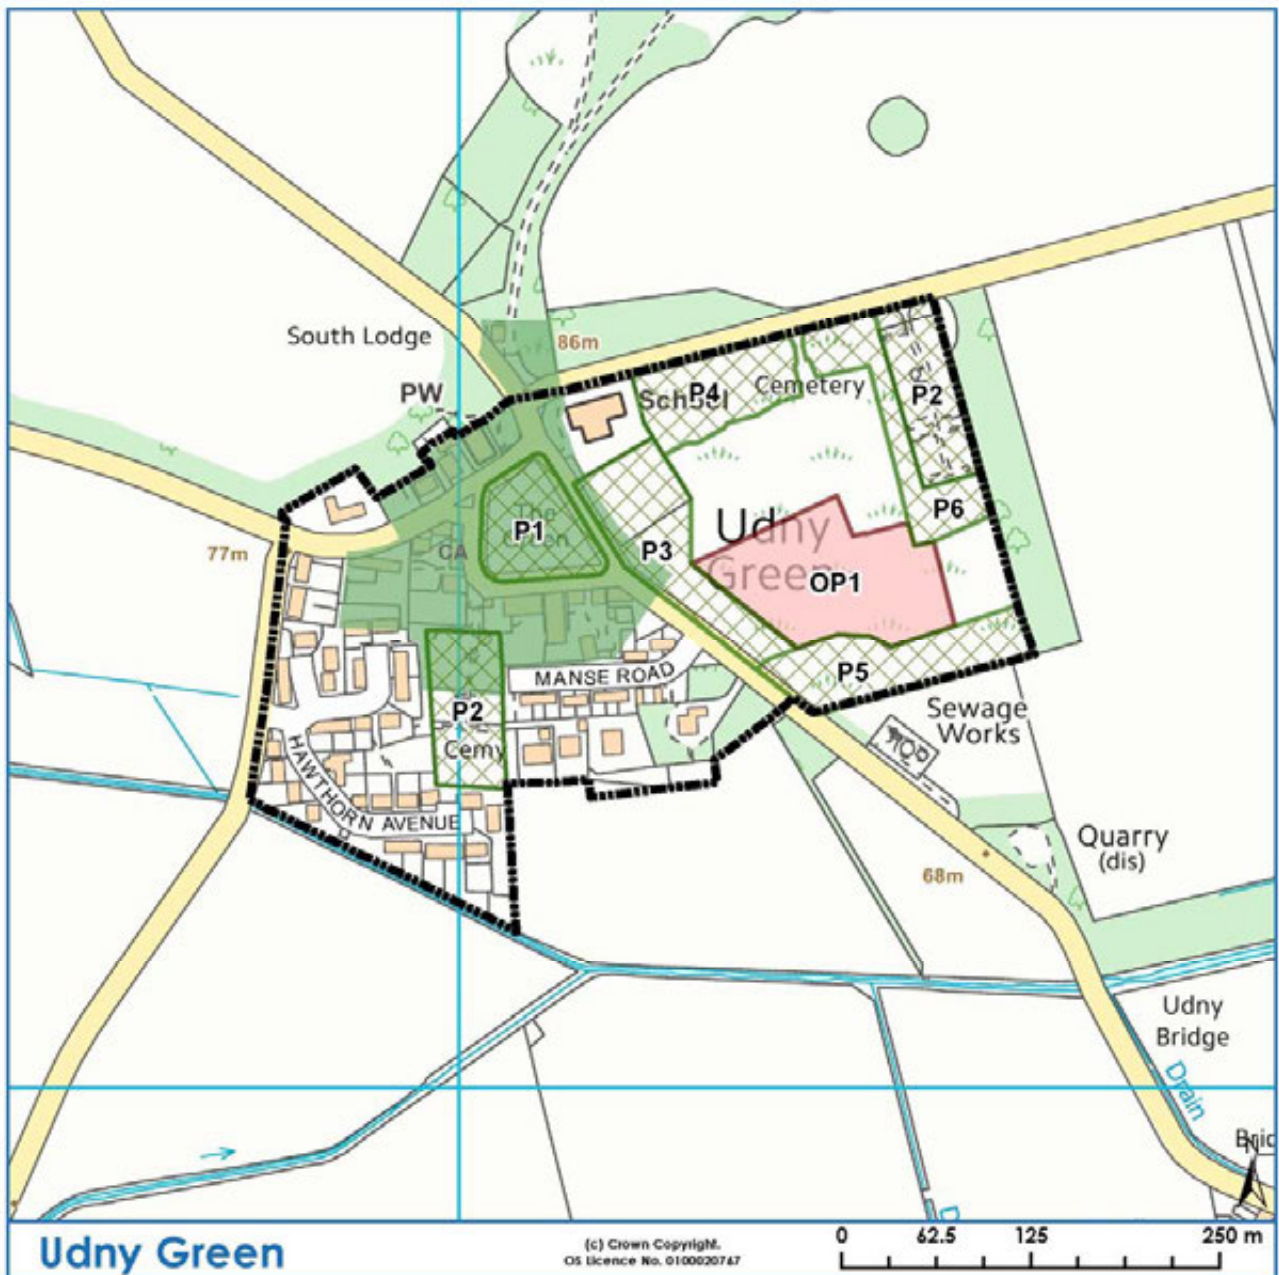 South Lodge
86m
PW
School
P4
Cemetery
P2
P1
The
Green
CA
77m
P3
P6
Udny
Green
OP1
P5
MANSE ROAD
P2
Cemy
Sewage
Works
HAWTHORN AVENUE
Quarry
(dis)
68m
Udny
Bridge
Drain
Bric
N
D
Udny Green
(c) Crown Copyright.
OS Licence No. 0100020767
0 62.5 125 250 m